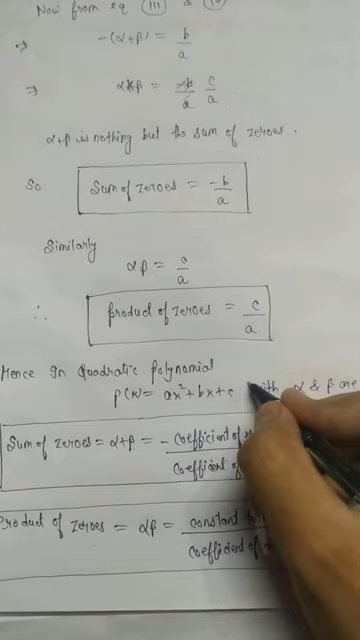 Now from eq (III) & (IV)
⇒ -(α+β) = b/a
⇒ αβ = c/a
α+β is nothing but the sum of zeroes.
So Sum of zeroes = -b/a
Similarly
αβ = c/a
∴ product of zeroes = c/a
Hence In Quadratic polynomial
p(x) = ax²+bx+c with α & β are
Sum of zeroes = α+β = - coefficient of / coefficient of
Product of zeroes = αβ = constant / coefficient of